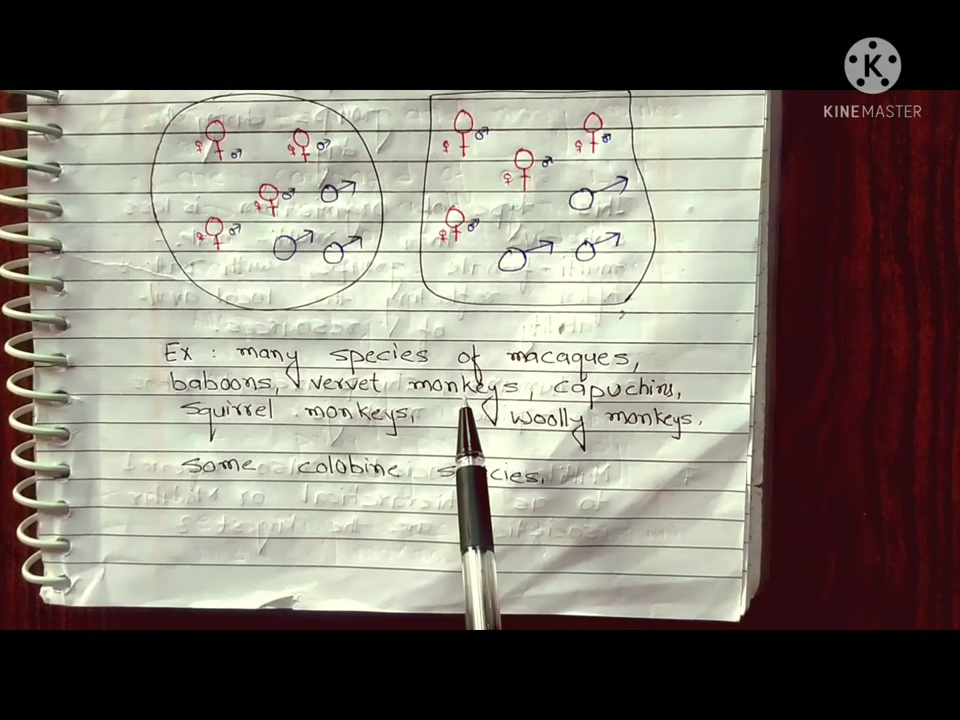 KINEMASTER
Ex : many species of macaques,
baboons, vervet monkeys, capuchins,
squirrel monkeys, woolly monkeys.
some colobine species.